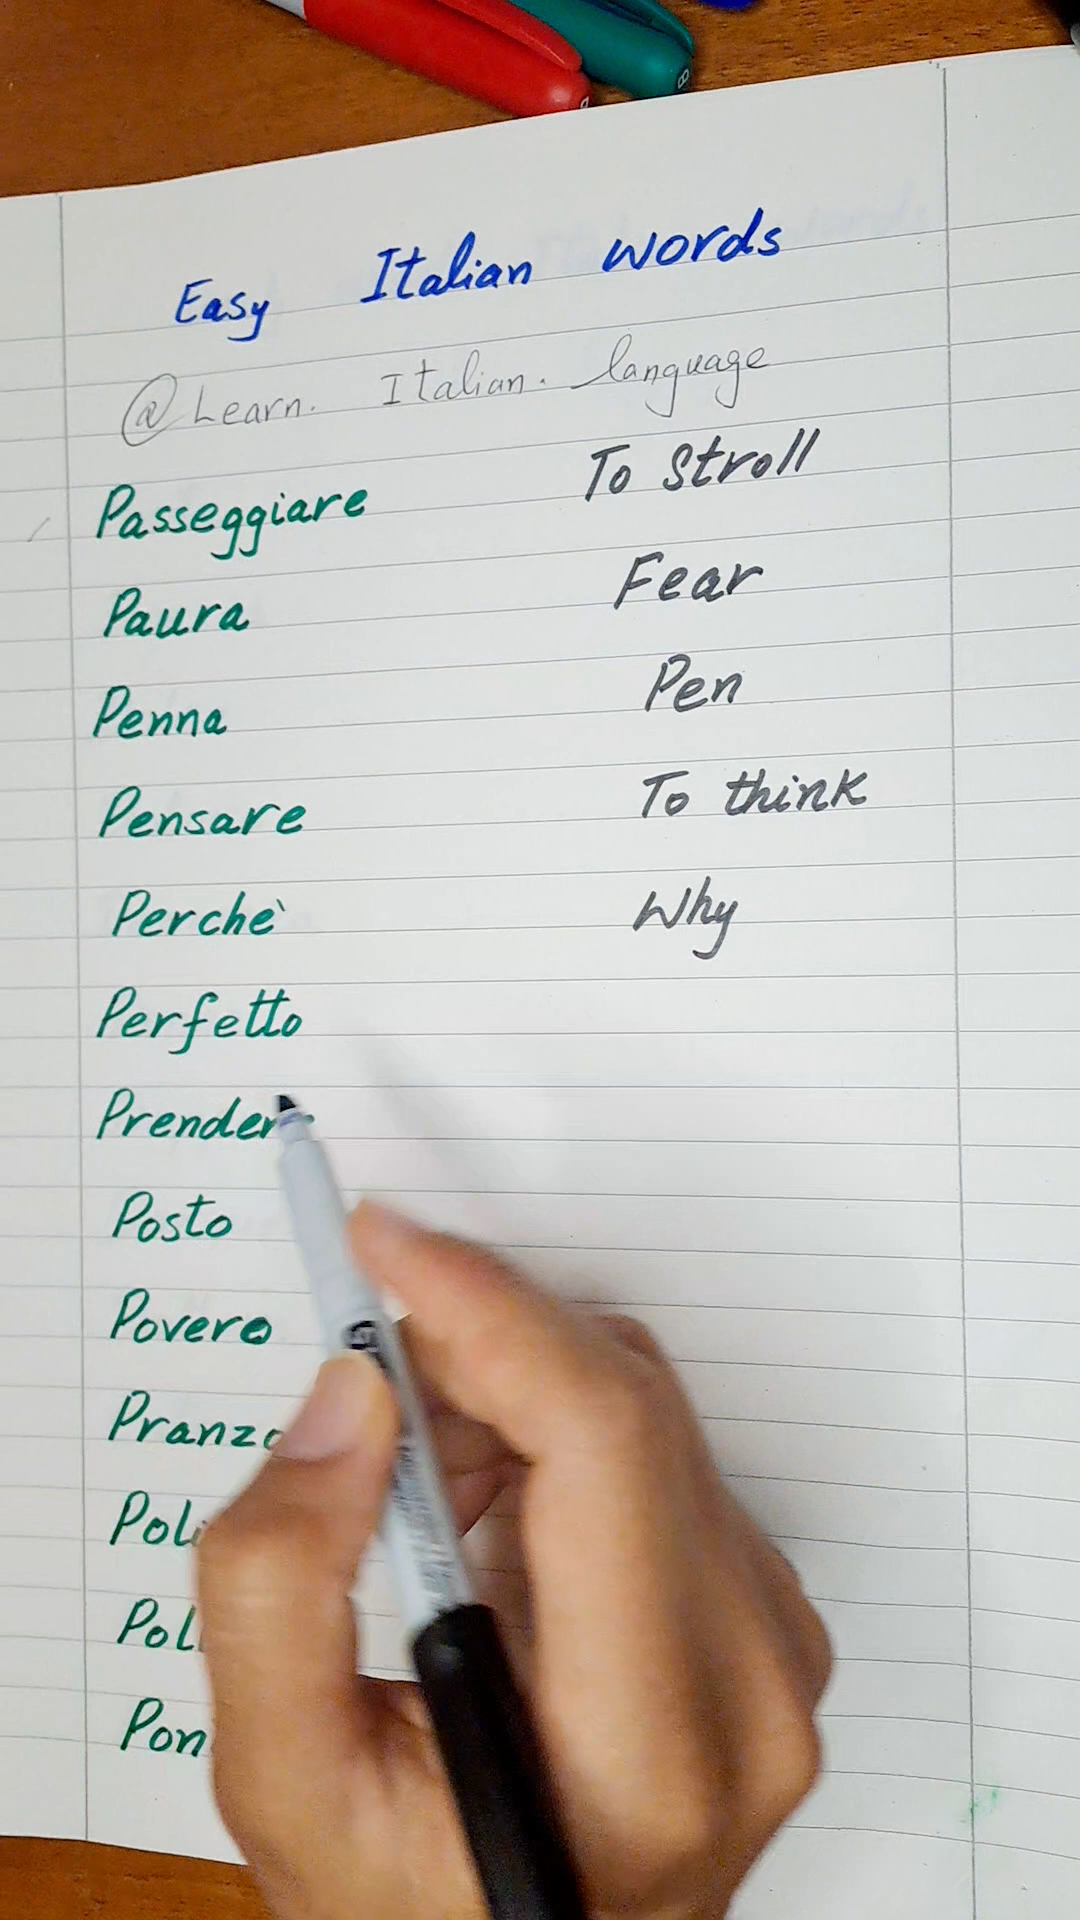 Easy Italian words
@Learn. Italian. language
Passeggiare To Stroll
Paura Fear
Penna Pen
Pensare To think
Perchè Why
Perfetto
Posto
Povero